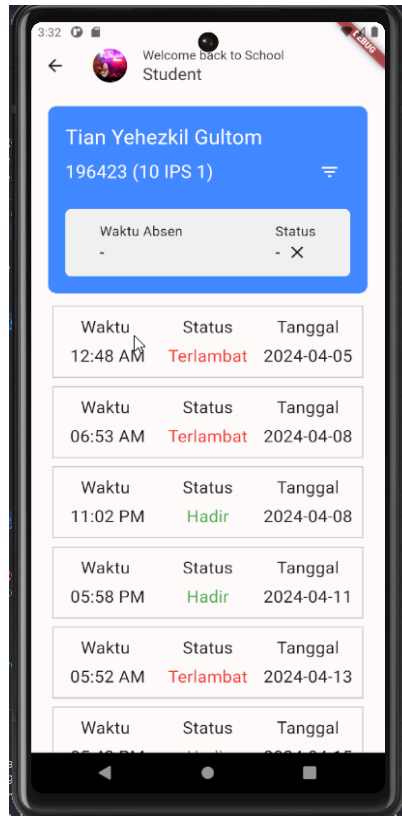 3:32
DEBUG
Welcome back to School
Student
Tian Yehezkil Gultom
196423 (10 IPS 1)
Waktu Absen Status
- -
Waktu Status Tanggal
12:48 AM Terlambat 2024-04-05
Waktu Status Tanggal
06:53 AM Terlambat 2024-04-08
Waktu Status Tanggal
11:02 PM Hadir 2024-04-08
Waktu Status Tanggal
05:58 PM Hadir 2024-04-11
Waktu Status Tanggal
05:52 AM Terlambat 2024-04-13
Waktu Status Tanggal